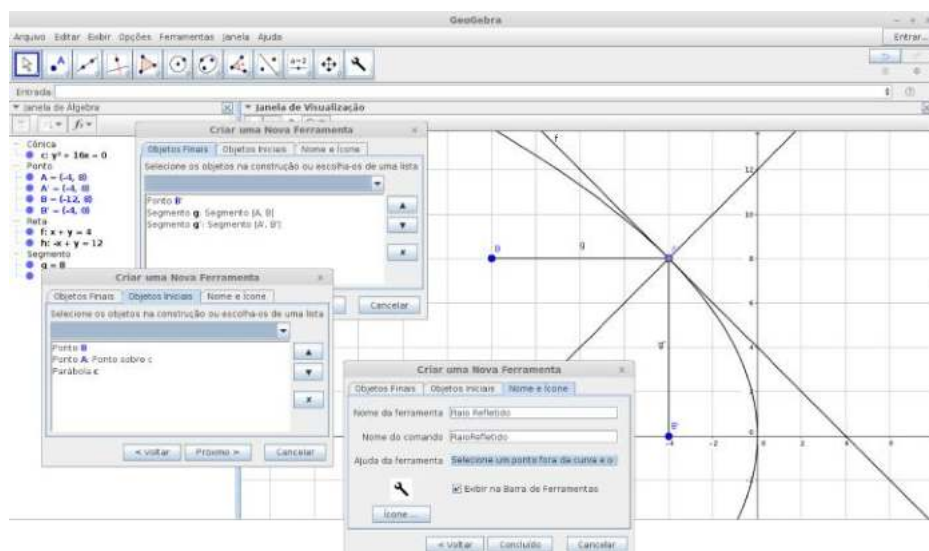 GeoGebra
Arquivo Editar Exibir Opções Ferramentas Janela Ajuda
Entrar...
Entrada
Janela de Álgebra
Janela de Visualização
Cônica
c: y² + 16x = 0
Ponto
A = (-4, 8)
A' = (-4, 8)
B = (-12, 8)
B' = (-4, 0)
Reta
f: x + y = 4
h: -x + y = 12
Segmento
g = 8
Criar uma Nova Ferramenta
Objetos Finais Objetos Iniciais Nome e Ícone
Selecione os objetos na construção ou escolha-os de uma lista
Ponto B'
Segmento g: Segmento [A, B]
Segmento g': Segmento [A', B']
Cancelar
Criar uma Nova Ferramenta
Objetos Finais Objetos Iniciais Nome e Ícone
Selecione os objetos na construção ou escolha-os de uma lista
Ponto B
Ponto A: Ponto sobre c
Parábola c
< Voltar Próximo > Cancelar
Criar uma Nova Ferramenta
Objetos Finais Objetos Iniciais Nome e Ícone
Nome da ferramenta Raio Refletido
Nome do comando RaioRefletido
Ajuda da ferramenta Selecione um ponto fora da curva e o
Exibir na Barra de Ferramentas
Ícone ...
< Voltar Concluído Cancelar
f
12
B
g
8
6
4
2
0
-4 -2 0 2 4 6